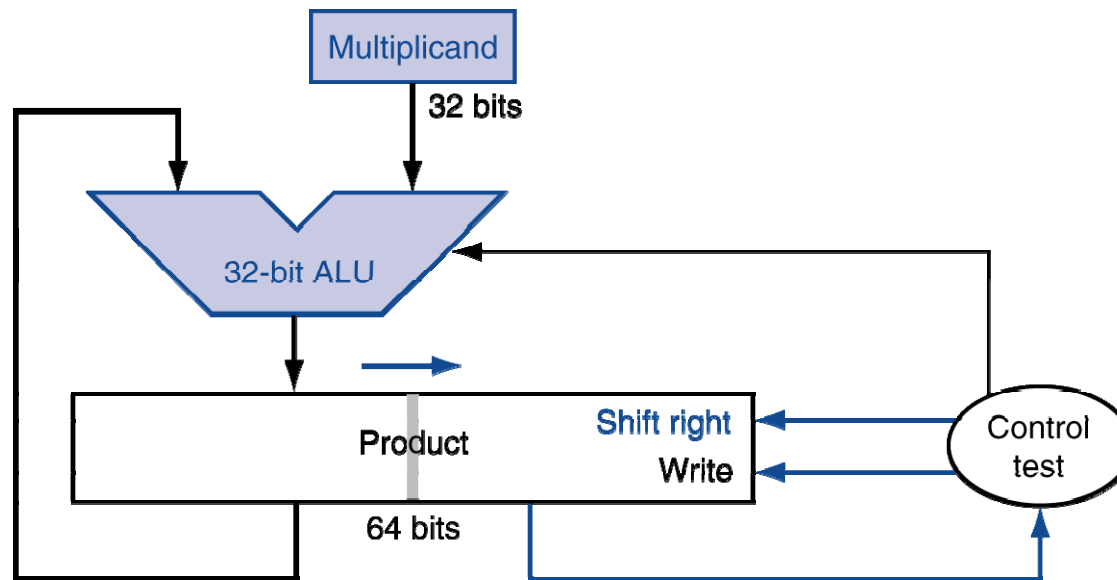 Multiplicand
32 bits
32-bit ALU
Product
Shift right
Write
64 bits
Control
test